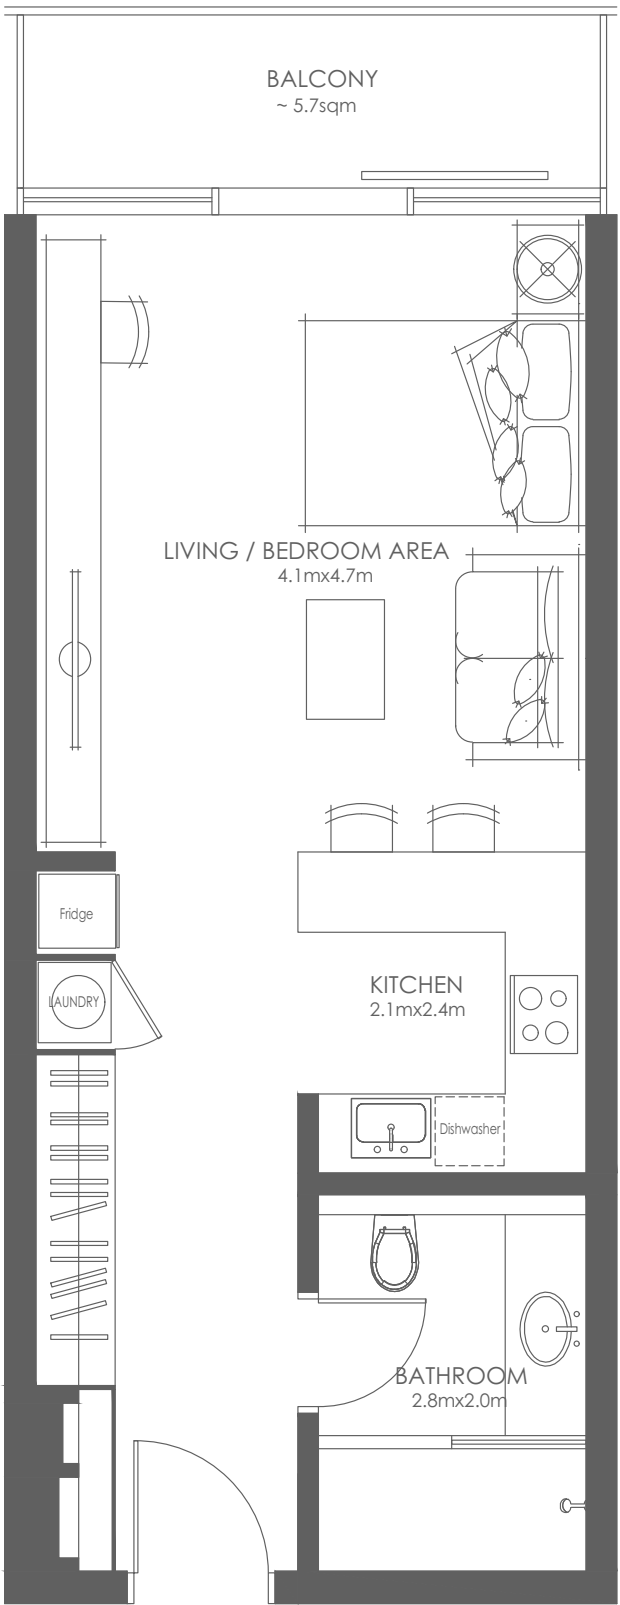 BALCONY
~ 5.7sqm
LIVING / BEDROOM AREA
4.1mx4.7m
Fridge
LAUNDRY
KITCHEN
2.1mx2.4m
Dishwasher
BATHROOM
2.8mx2.0m